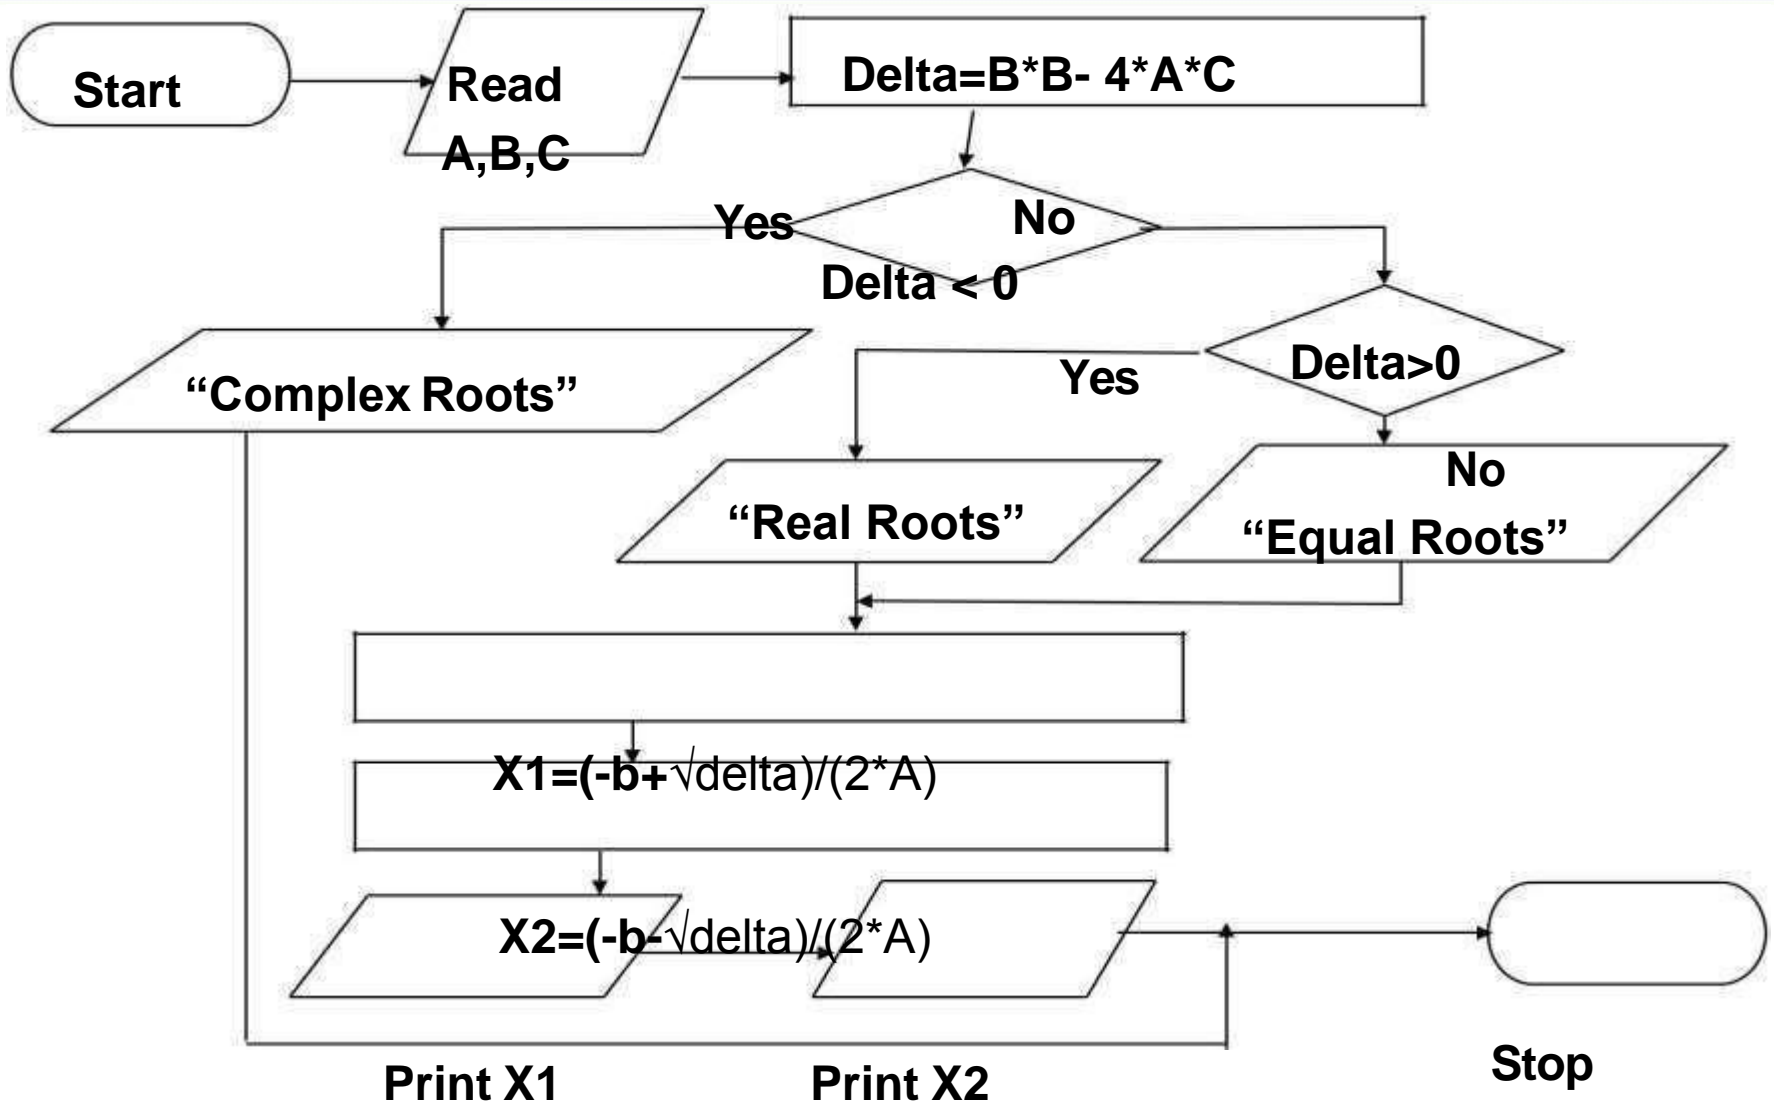 Start
Read
A,B,C
Delta=B*B- 4*A*C
Yes
No
Delta < 0
“Complex Roots”
Yes
Delta>0
No
“Real Roots”
“Equal Roots”
X1=(-b+√delta)/(2*A)
X2=(-b-√delta)/(2*A)
Print X1
Print X2
Stop